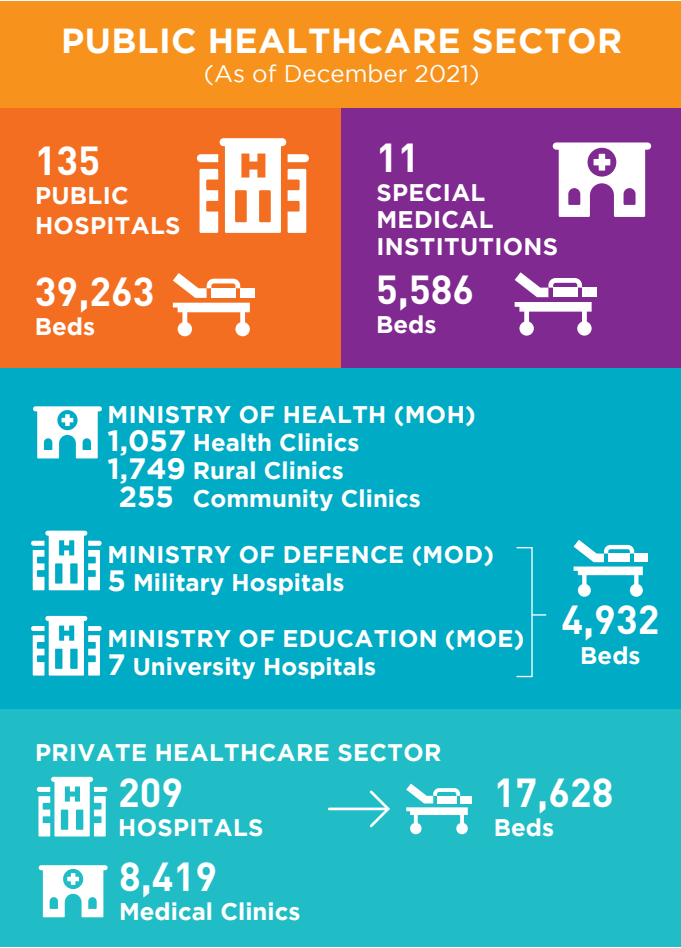 PUBLIC HEALTHCARE SECTOR
(As of December 2021)
135
PUBLIC
HOSPITALS
H
39,263
Beds
11
SPECIAL
MEDICAL
INSTITUTIONS
5,586
Beds
MINISTRY OF HEALTH (MOH)
1,057 Health Clinics
1,749 Rural Clinics
255 Community Clinics
H
MINISTRY OF DEFENCE (MOD)
5 Military Hospitals
H
MINISTRY OF EDUCATION (MOE)
7 University Hospitals
4,932
Beds
PRIVATE HEALTHCARE SECTOR
H
209
HOSPITALS
17,628
Beds
8,419
Medical Clinics